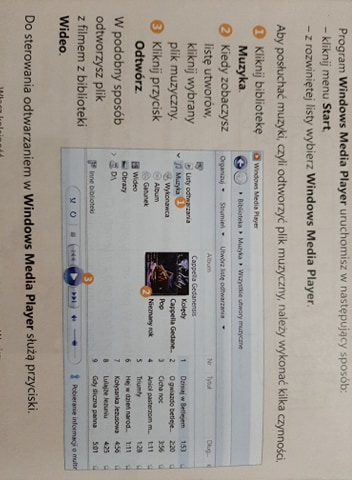 Program Windows Media Player uruchomisz w następujący sposób:
– kliknij menu Start,
– z rozwiniętej listy wybierz Windows Media Player.
Aby posłuchać muzyki, czyli odtworzyć plik muzyczny, należy wykonać kilka czynności.
1 Kliknij bibliotekę
Muzyka.
2 Kiedy zobaczysz
listę utworów,
kliknij wybrany
plik muzyczny.
3 Kliknij przycisk
Odtwórz.
W podobny sposób
odtworzysz plik
z filmem z biblioteki
Wideo.
Windows Media Player
Biblioteka Muzyka Wszystkie utwory muzyczne
Organizuj Strumień Utwórz listę odtwarzania
Album Nr Tytuł Dług...
Listy odtwarzania
Muzyka 1
Wykonawca
Album
Gatunek
Wideo
Obrazy
Inne biblioteki
Cappella Gedanensis
Kolędy
Cappella Gedane...
Pop
Nieznany rok
2
1 Dzisiaj w Betlejem 1:53
2 O gwiazdo betleje... 2:20
3 Cicha noc 3:56
4 Anioł pasterzom m... 1:11
5 Triumfy 1:28
6 Hej w dzień narod... 1:11
7 Kołysanka Jezusowa 4:56
8 Lulajże Jezuniu 4:25
9 Gdy śliczna panna 5:01
3
Pobieranie informacji o multi
Do sterowania odtwarzaniem w Windows Media Player służą przyciski.